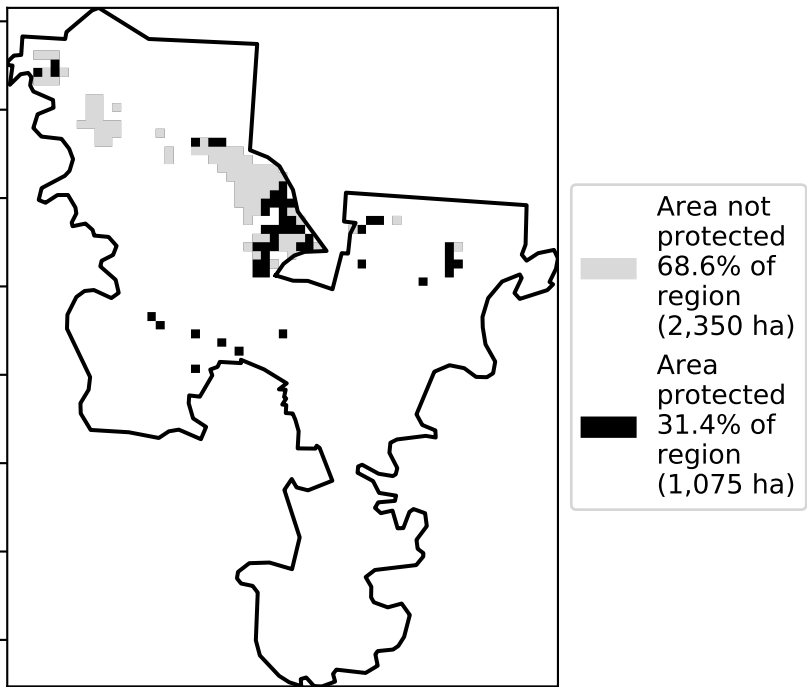 Area not
protected
68.6% of
region
(2,350 ha)
Area
protected
31.4% of
region
(1,075 ha)